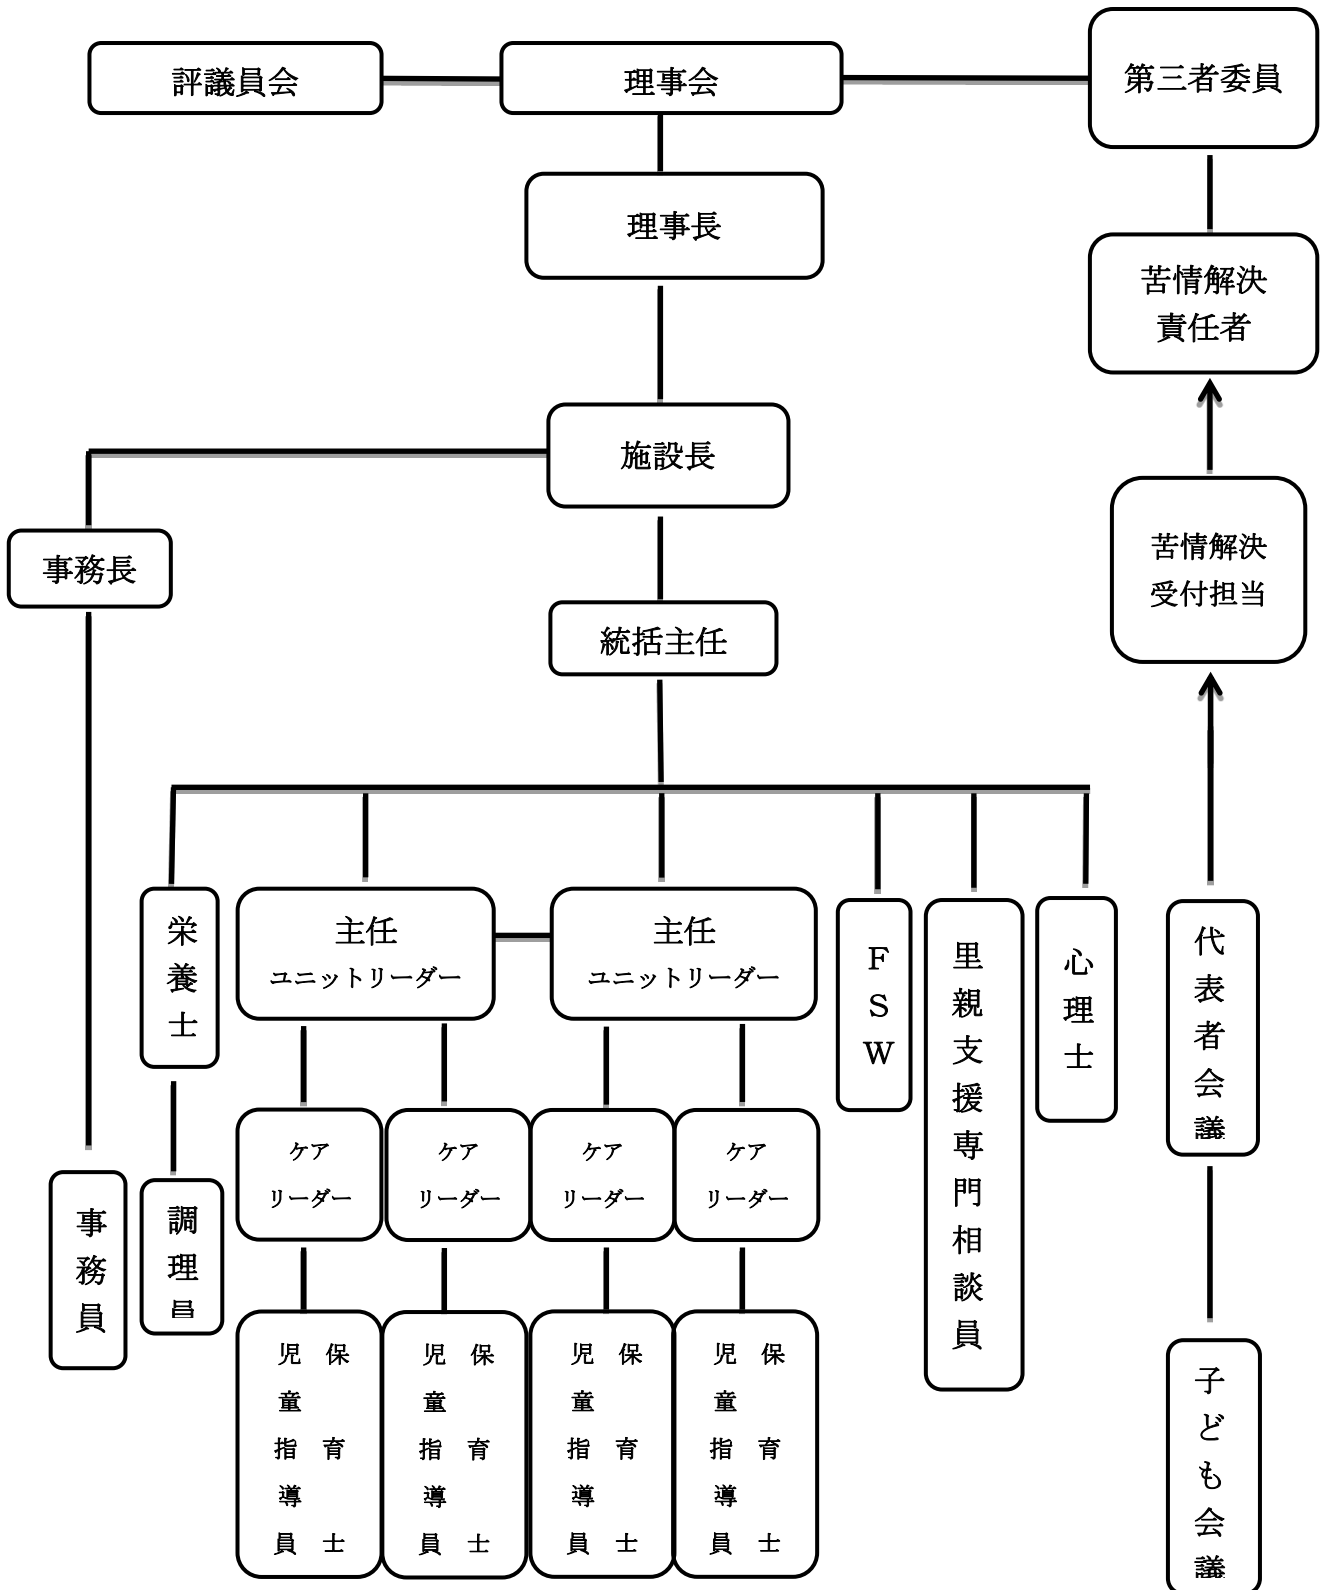 評議員会
理事会
第三者委員
理事長
苦情解決
責任者
施設長
事務長
苦情解決
受付担当
統括主任
栄養士
主任
ユニットリーダー
主任
ユニットリーダー
FSW
里親支援専門相談員
心理士
代表者会議
ケア
リーダー
ケア
リーダー
ケア
リーダー
ケア
リーダー
事務員
調理員
保育士
児童指導員
保育士
児童指導員
保育士
児童指導員
保育士
児童指導員
子ども会議